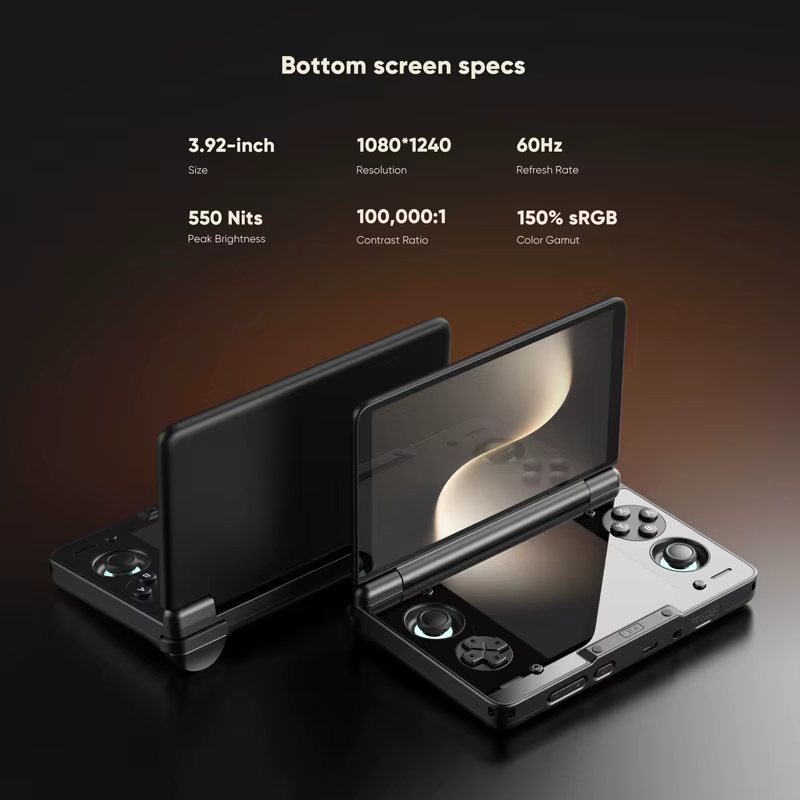 Bottom screen specs
3.92-inch
Size
1080*1240
Resolution
60Hz
Refresh Rate
550 Nits
Peak Brightness
100,000:1
Contrast Ratio
150% sRGB
Color Gamut
X
A
Y
B